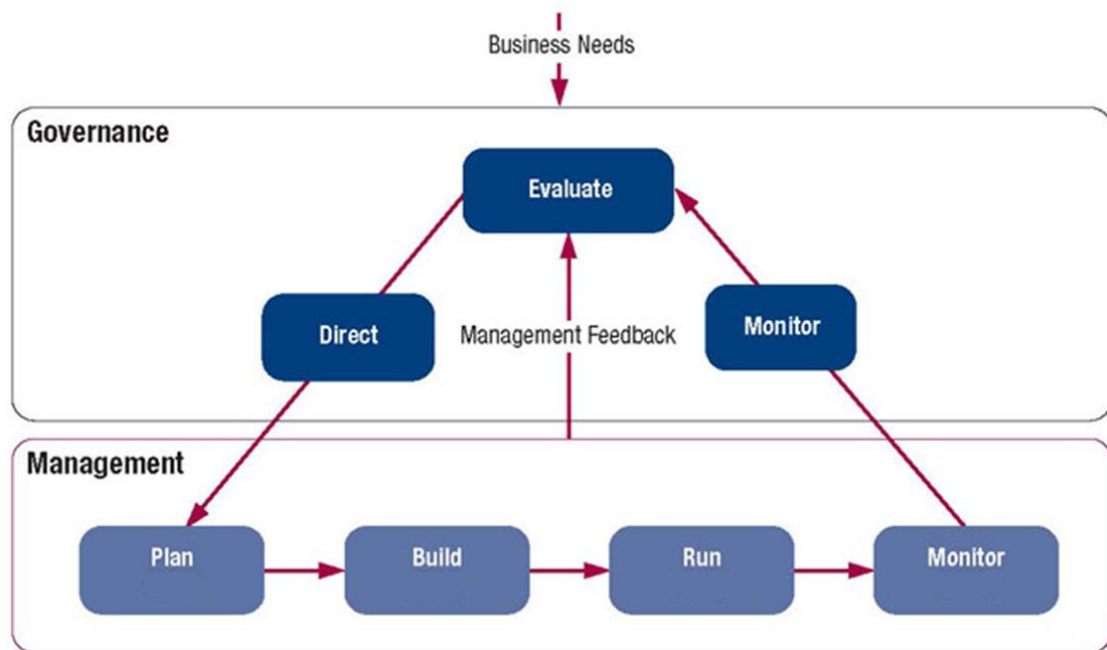 Business Needs
Governance
Evaluate
Direct
Management Feedback
Monitor
Management
Plan
Build
Run
Monitor